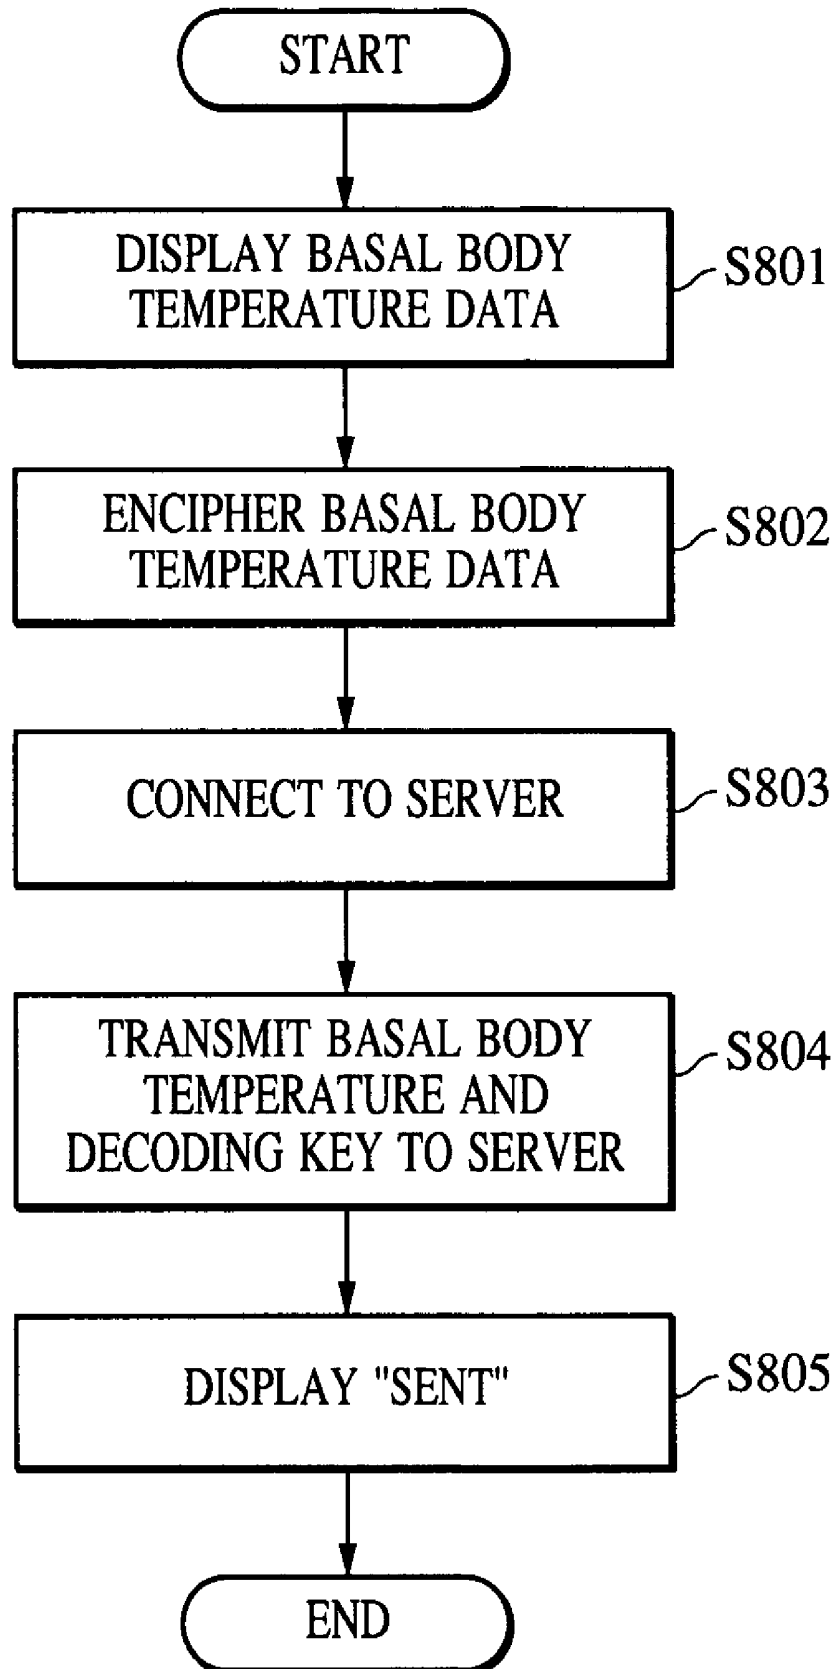 START
DISPLAY BASAL BODY
TEMPERATURE DATA
S801
ENCIPHER BASAL BODY
TEMPERATURE DATA
S802
CONNECT TO SERVER
S803
TRANSMIT BASAL BODY
TEMPERATURE AND
DECODING KEY TO SERVER
S804
DISPLAY "SENT"
S805
END